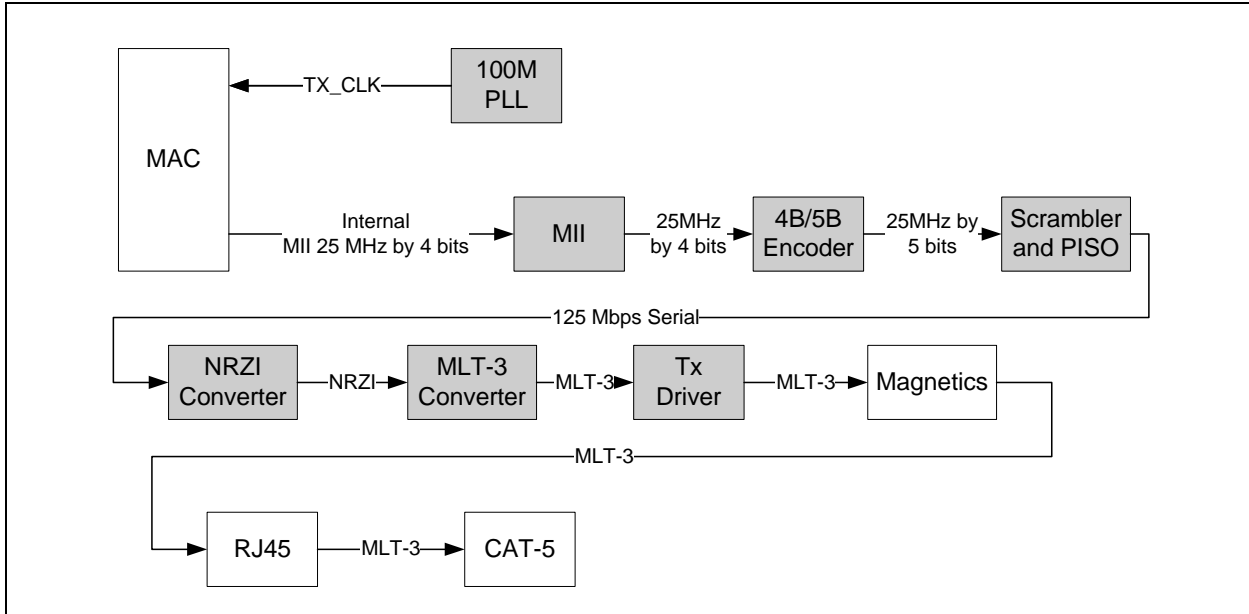 100M
PLL
TX_CLK
MAC
Internal
MII 25 MHz by 4 bits
MII
25MHz
by 4 bits
4B/5B
Encoder
25MHz by
5 bits
Scrambler
and PISO
125 Mbps Serial
NRZI
Converter
NRZI
MLT-3
Converter
MLT-3
Tx
Driver
MLT-3
Magnetics
MLT-3
RJ45
MLT-3
CAT-5